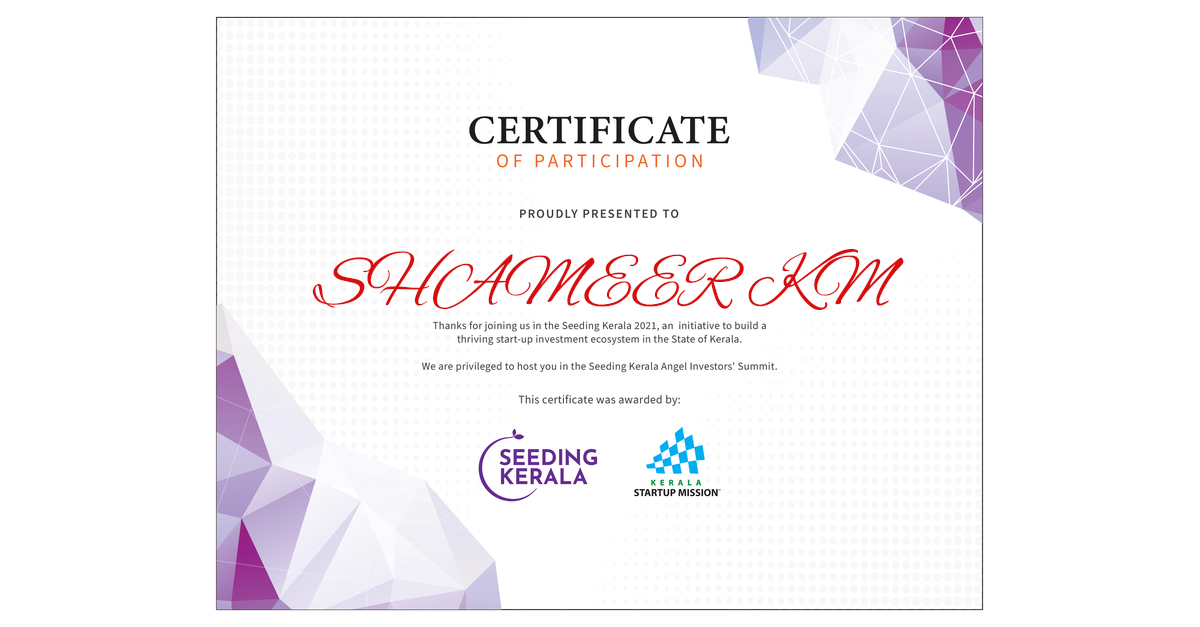 CERTIFICATE
OF PARTICIPATION
PROUDLY PRESENTED TO
SHAMEER KM
Thanks for joining us in the Seeding Kerala 2021, an initiative to build a
thriving start-up investment ecosystem in the State of Kerala.
We are privileged to host you in the Seeding Kerala Angel Investors' Summit.
This certificate was awarded by:
SEEDING
KERALA
KERALA
STARTUP MISSION